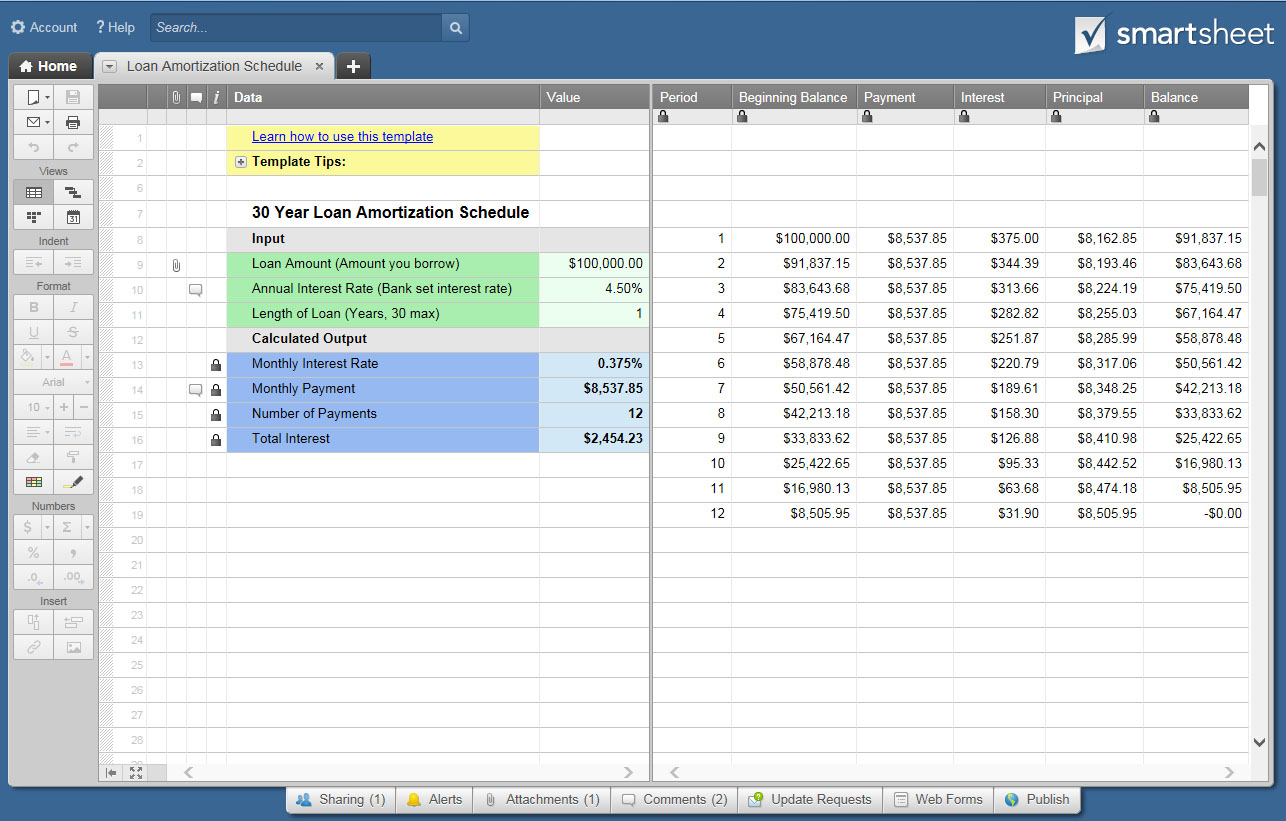 Account ? Help Search... smartsheet
Home Loan Amortization Schedule × +
i Data Value Period Beginning Balance Payment Interest Principal Balance
1 Learn how to use this template
2 Template Tips:
Views
6
7 30 Year Loan Amortization Schedule
31
8 Input 1 $100,000.00 $8,537.85 $375.00 $8,162.85 $91,837.15
Indent
9 Loan Amount (Amount you borrow) $100,000.00 2 $91,837.15 $8,537.85 $344.39 $8,193.46 $83,643.68
Format
10 Annual Interest Rate (Bank set interest rate) 4.50% 3 $83,643.68 $8,537.85 $313.66 $8,224.19 $75,419.50
B I
11 Length of Loan (Years, 30 max) 1 4 $75,419.50 $8,537.85 $282.82 $8,255.03 $67,164.47
U S
12 Calculated Output 5 $67,164.47 $8,537.85 $251.87 $8,285.99 $58,878.48
A
13 Monthly Interest Rate 0.375% 6 $58,878.48 $8,537.85 $220.79 $8,317.06 $50,561.42
Arial
14 Monthly Payment $8,537.85 7 $50,561.42 $8,537.85 $189.61 $8,348.25 $42,213.18
10 + −
15 Number of Payments 12 8 $42,213.18 $8,537.85 $158.30 $8,379.55 $33,833.62
16 Total Interest $2,454.23 9 $33,833.62 $8,537.85 $126.88 $8,410.98 $25,422.65
17 10 $25,422.65 $8,537.85 $95.33 $8,442.52 $16,980.13
18 11 $16,980.13 $8,537.85 $63.68 $8,474.18 $8,505.95
Numbers
19 12 $8,505.95 $8,537.85 $31.90 $8,505.95 -$0.00
$ Σ
20
% ,
21
.0 .00
22
Insert
23
24
25
26
27
28
Sharing (1) Alerts Attachments (1) Comments (2) Update Requests Web Forms Publish